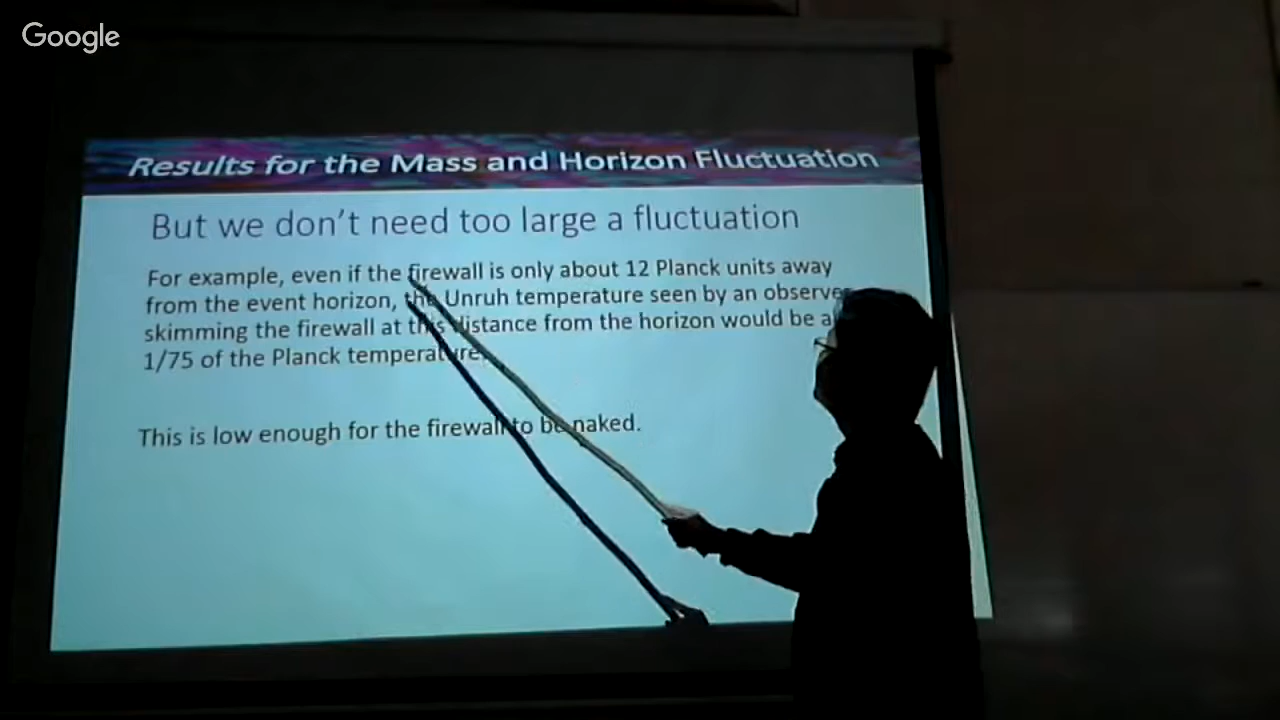 Google
Results for the Mass and Horizon Fluctuation
But we don't need too large a fluctuation
For example, even if the firewall is only about 12 Planck units away
from the event horizon, the Unruh temperature seen by an observer
skimming the firewall at this distance from the horizon would be
1/75 of the Planck temperature.
This is low enough for the firewall to be naked.